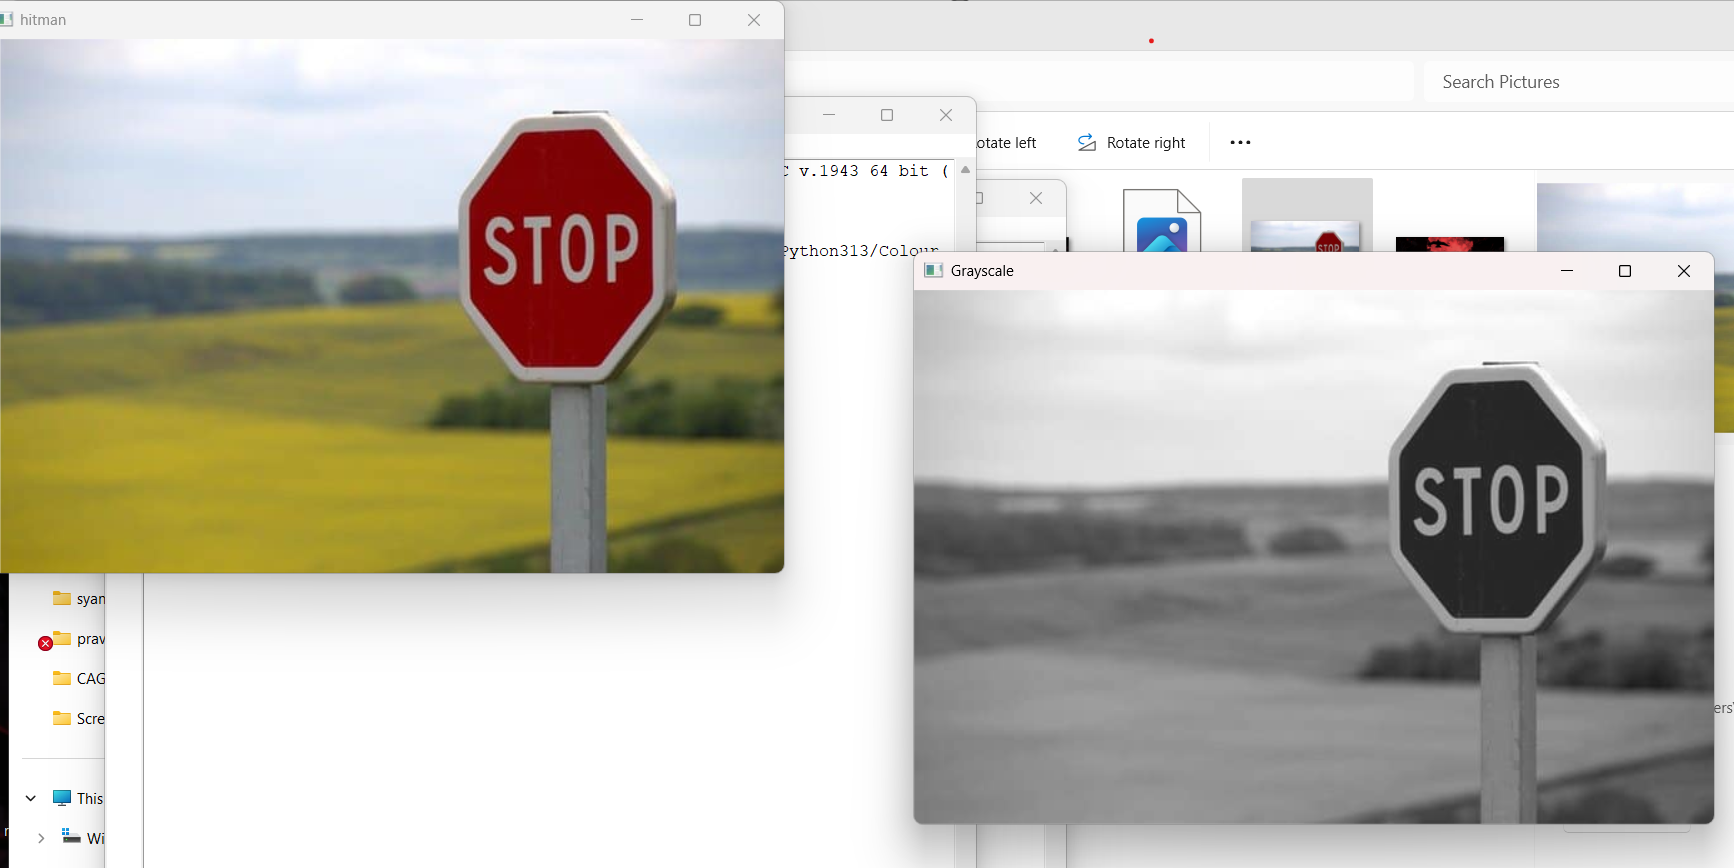 hitman
STOP
Search Pictures
otate left
Rotate right
C v.1943 64 bit (
Python313/Colour
Grayscale
STOP
STOP
syan
prav
CAG
Scre
This
Wi
ers